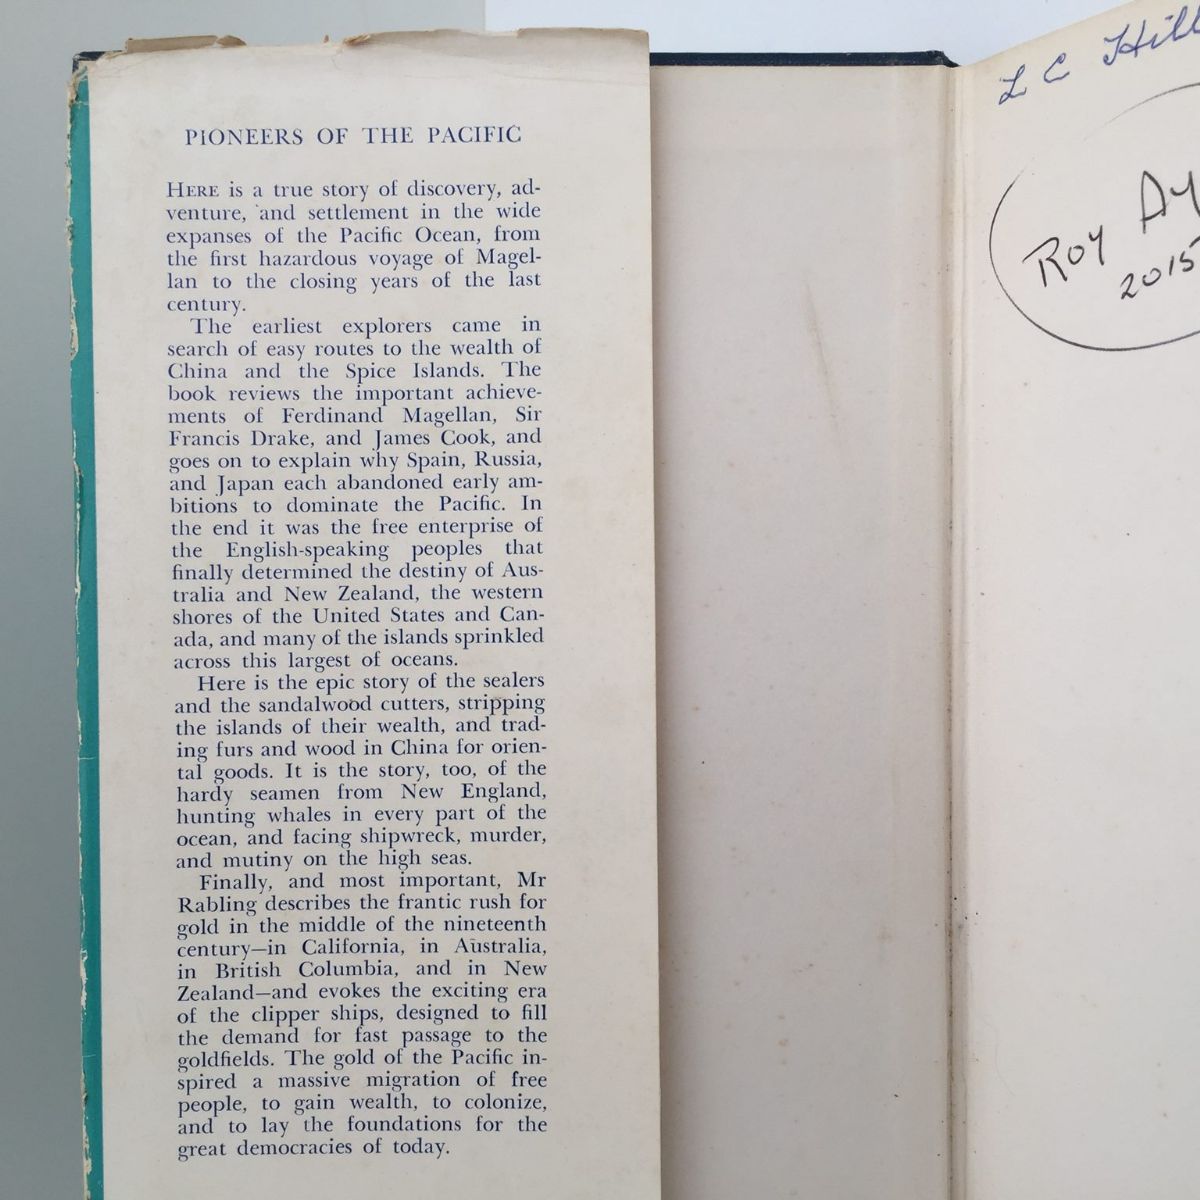 PIONEERS OF THE PACIFIC
HERE is a true story of discovery, ad-
venture, and settlement in the wide
expanses of the Pacific Ocean, from
the first hazardous voyage of Magel-
lan to the closing years of the last
century.
The earliest explorers came in
search of easy routes to the wealth of
China and the Spice Islands. The
book reviews the important achieve-
ments of Ferdinand Magellan, Sir
Francis Drake, and James Cook, and
goes on to explain why Spain, Russia,
and Japan each abandoned early am-
bitions to dominate the Pacific. In
the end it was the free enterprise of
the English-speaking peoples that
finally determined the destiny of Aus-
tralia and New Zealand, the western
shores of the United States and Can-
ada, and many of the islands sprinkled
across this largest of oceans.
Here is the epic story of the sealers
and the sandalwood cutters, stripping
the islands of their wealth, and trad-
ing furs and wood in China for orien-
tal goods. It is the story, too, of the
hardy seamen from New England,
hunting whales in every part of the
ocean, and facing shipwreck, murder,
and mutiny on the high seas.
Finally, and most important, Mr
Rabling describes the frantic rush for
gold in the middle of the nineteenth
century—in California, in Australia,
in British Columbia, and in New
Zealand—and evokes the exciting era
of the clipper ships, designed to fill
the demand for fast passage to the
goldfields. The gold of the Pacific in-
spired a massive migration of free
people, to gain wealth, to colonize,
and to lay the foundations for the
great democracies of today.
L C Hill
Roy Ay
2015